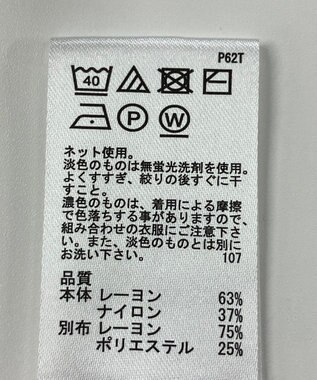 P62T
40
P W
ネット使用。
淡色のものは無蛍光洗剤を使用。
よくすすぎ、絞りの後すぐに干
すこと。
濃色のものは、着用による摩擦
で色落ちする事がありますので、
組み合わせの衣服にご注意下さ
い。また、淡色のものとは別に
お洗い下さい。 107
品質
本体 レーヨン 63%
ナイロン 37%
別布 レーヨン 75%
ポリエステル 25%